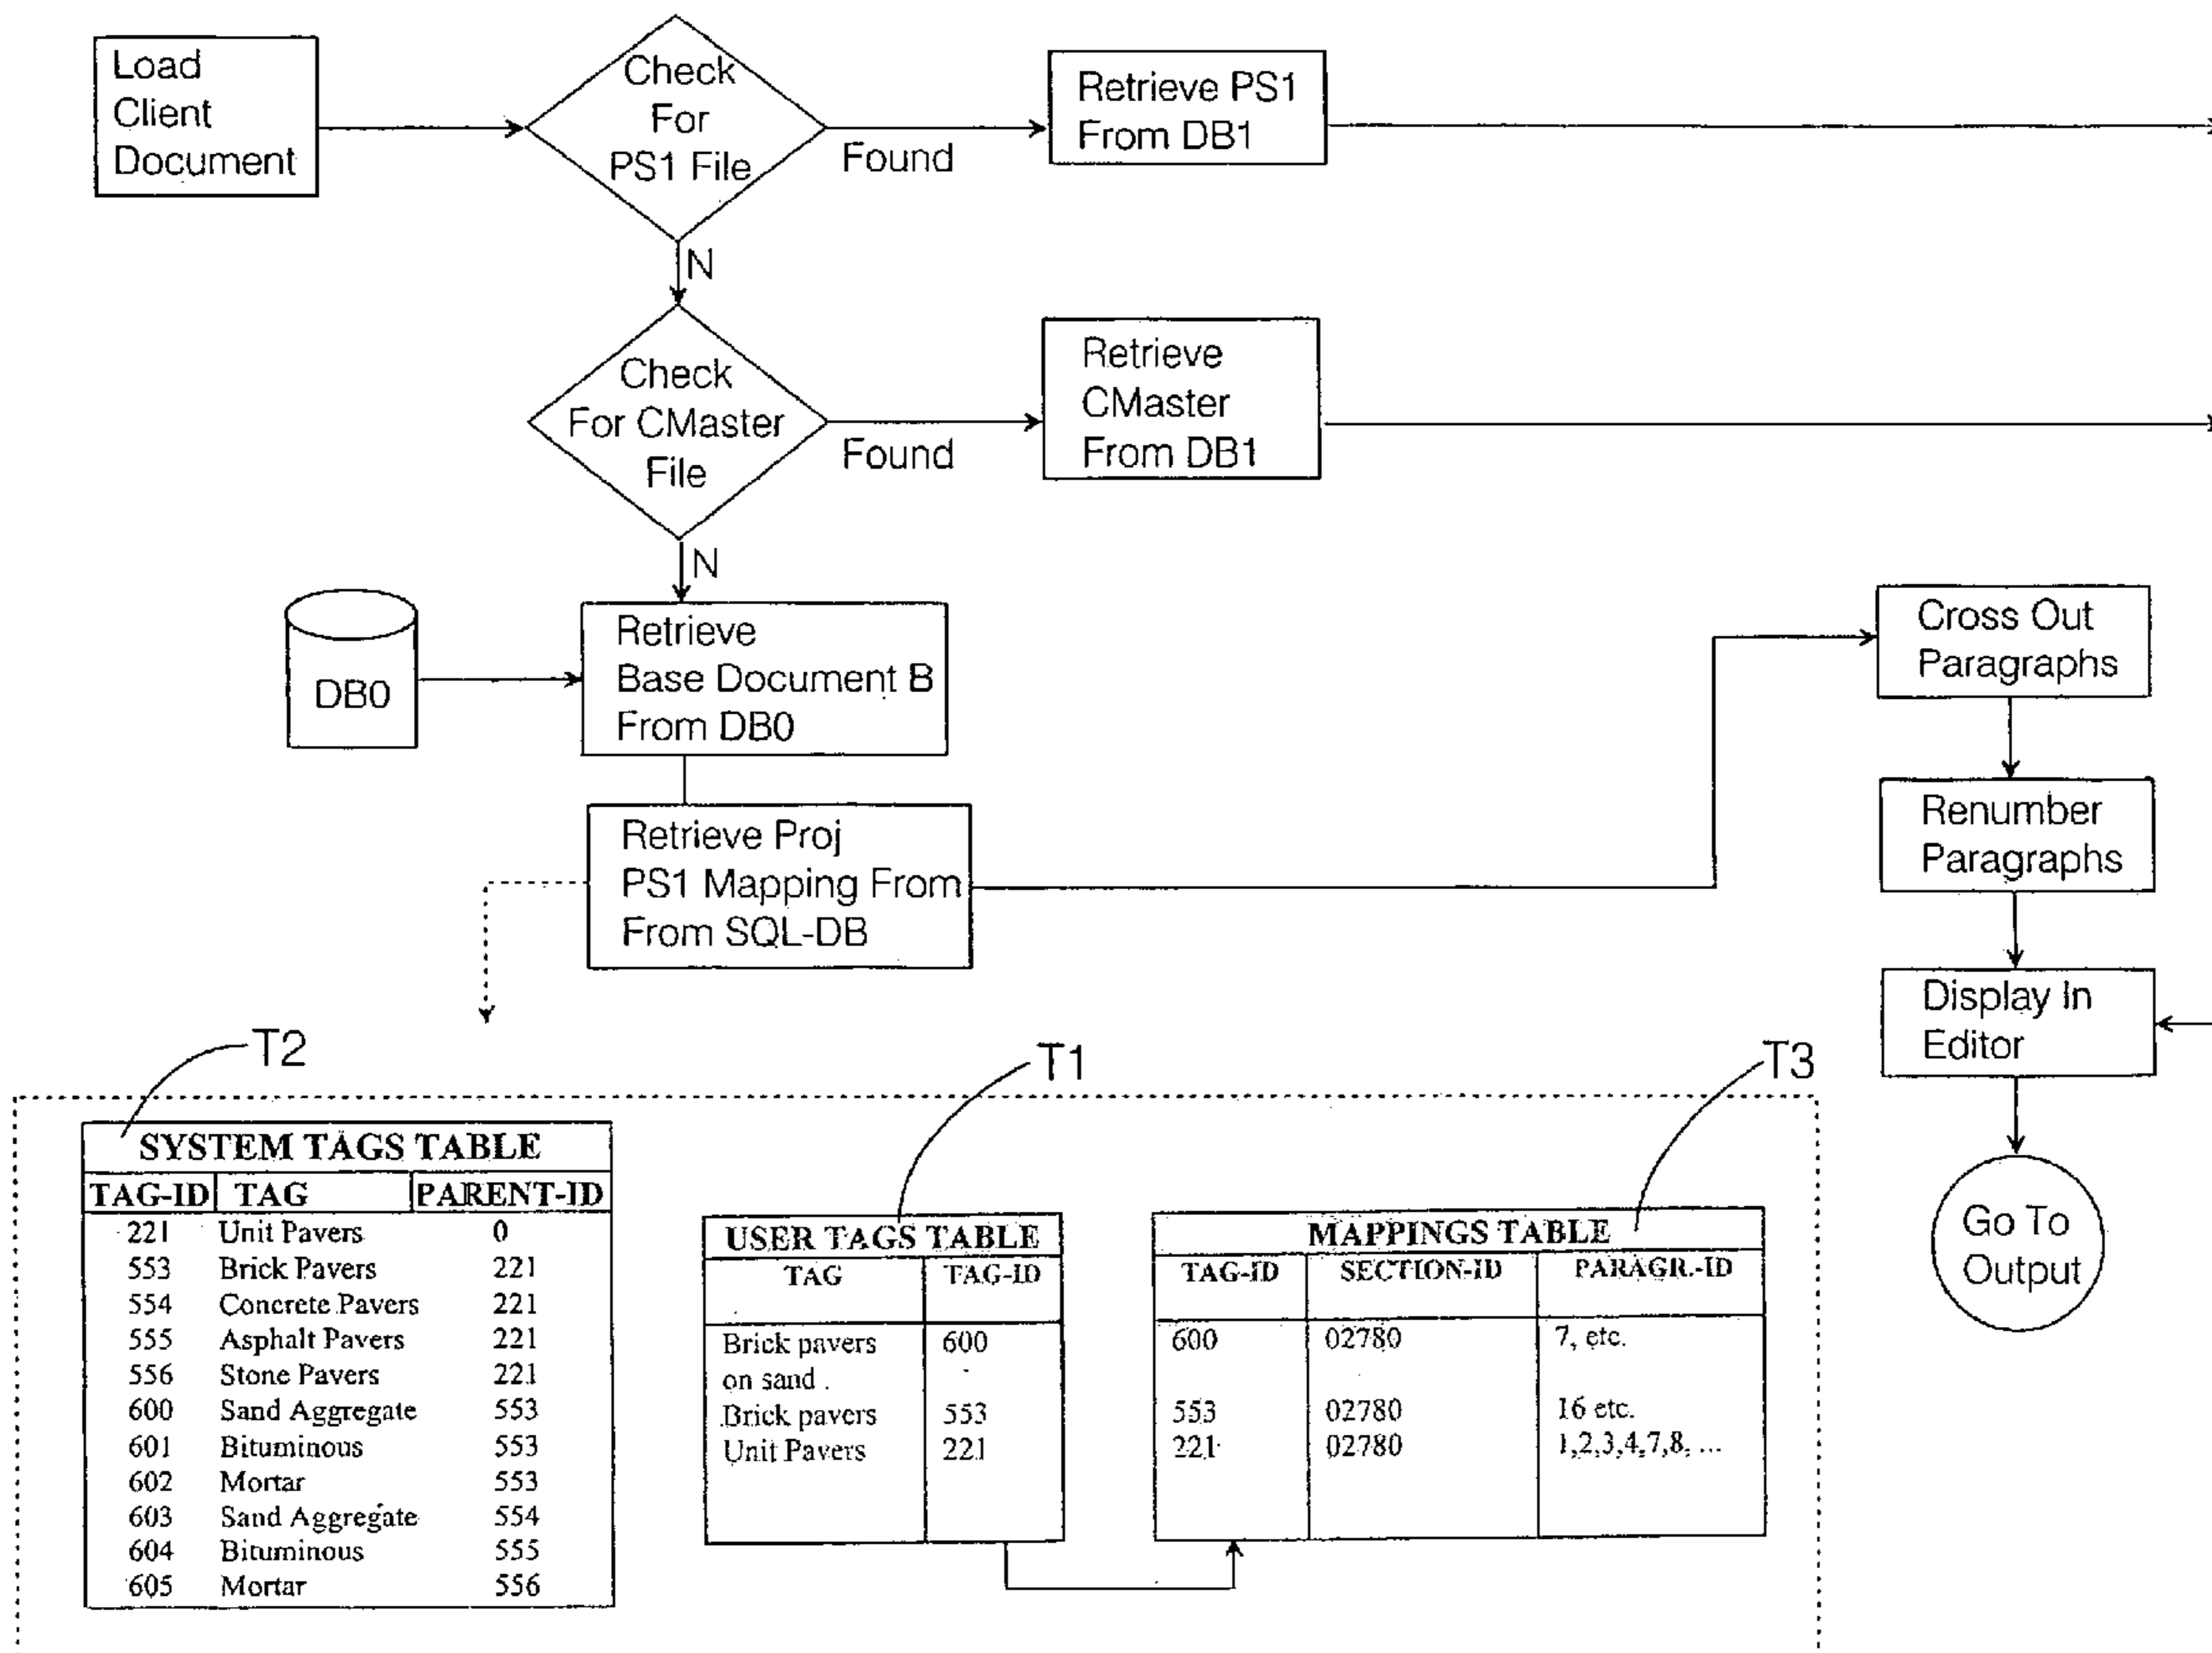 Load
Client
Document
Check
For
PS1 File
Found
Retrieve PS1
From DB1
N
Check
For CMaster
File
Found
Retrieve
CMaster
From DB1
N
DB0
Retrieve
Base Document B
From DB0
Retrieve Proj
PS1 Mapping From
From SQL-DB
Cross Out
Paragraphs
Renumber
Paragraphs
Display In
Editor
Go To
Output
T2
SYSTEM TAGS TABLE
TAG-ID TAG PARENT-ID
221 Unit Pavers 0
553 Brick Pavers 221
554 Concrete Pavers 221
555 Asphalt Pavers 221
556 Stone Pavers 221
600 Sand Aggregate 553
601 Bituminous 553
602 Mortar 553
603 Sand Aggregate 554
604 Bituminous 555
605 Mortar 556
T1
USER TAGS TABLE
TAG TAG-ID
Brick pavers 600
on sand
Brick pavers 553
Unit Pavers 221
T3
MAPPINGS TABLE
TAG-ID SECTION-ID PARAGR.-ID
600 02780 7, etc.
553 02780 16 etc.
221 02780 1,2,3,4,7,8, ...